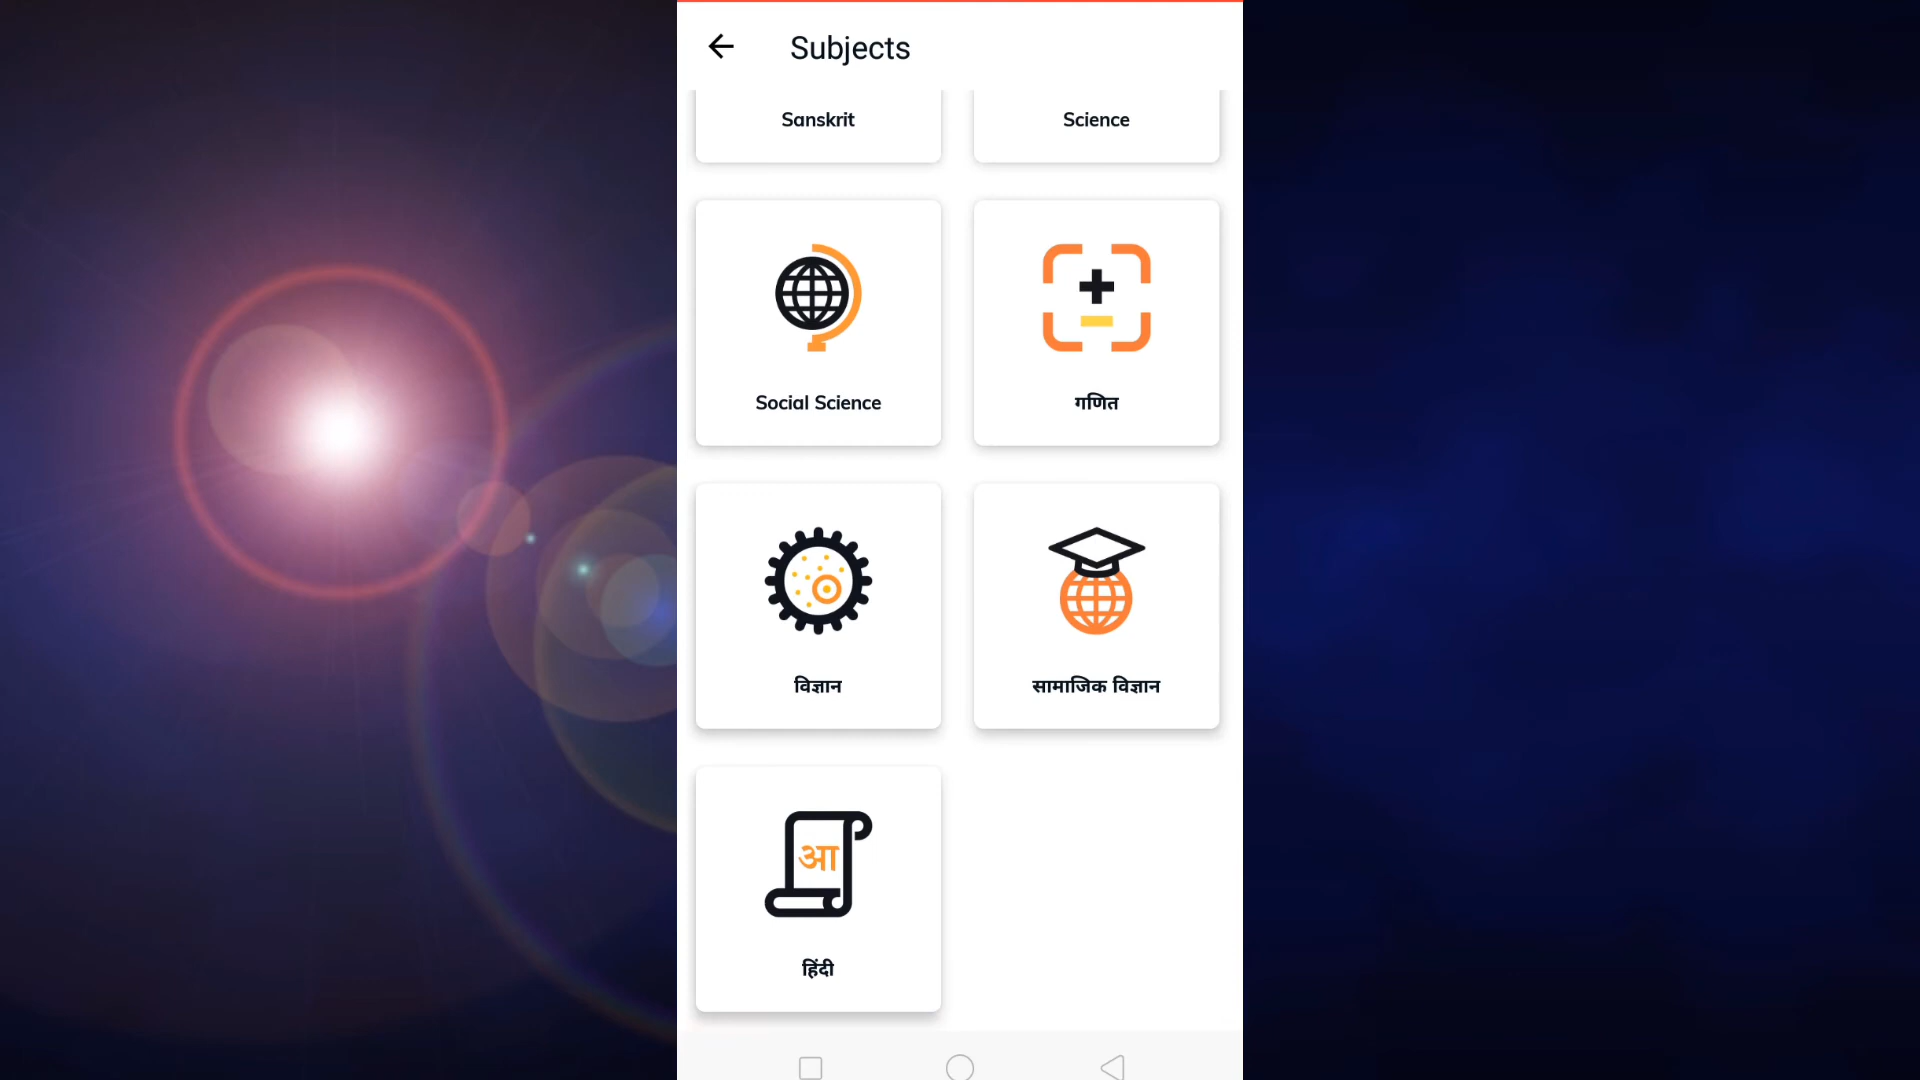 Subjects
Sanskrit
Science
Social Science
गणित
विज्ञान
सामाजिक विज्ञान
आ
हिंदी